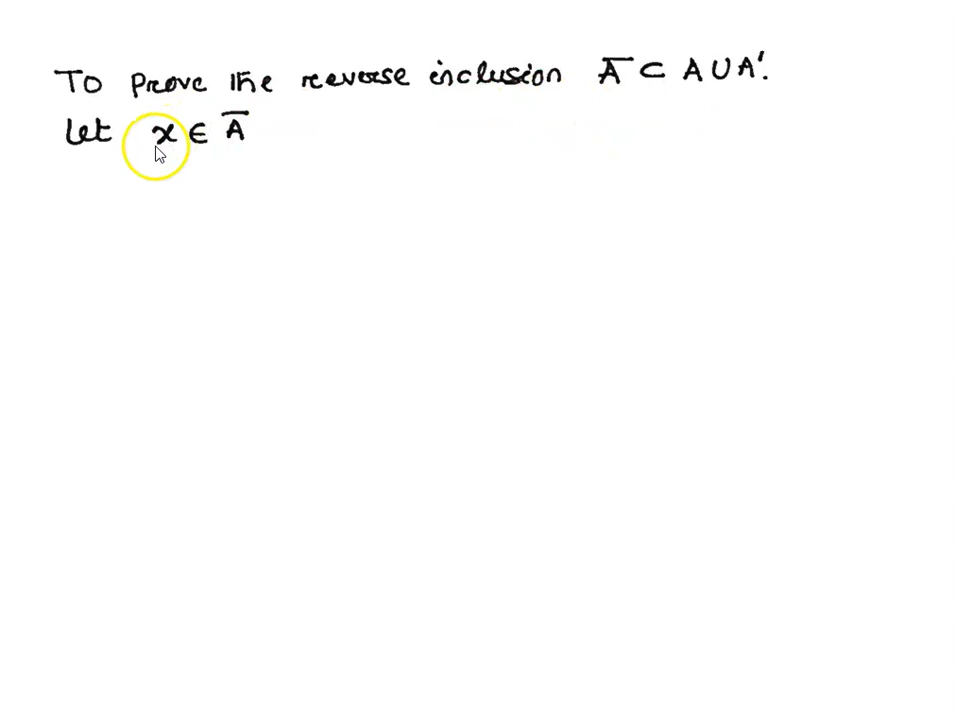 To prove the reverse inclusion A̅ ⊂ A ∪ A'.
Let x ∈ A̅